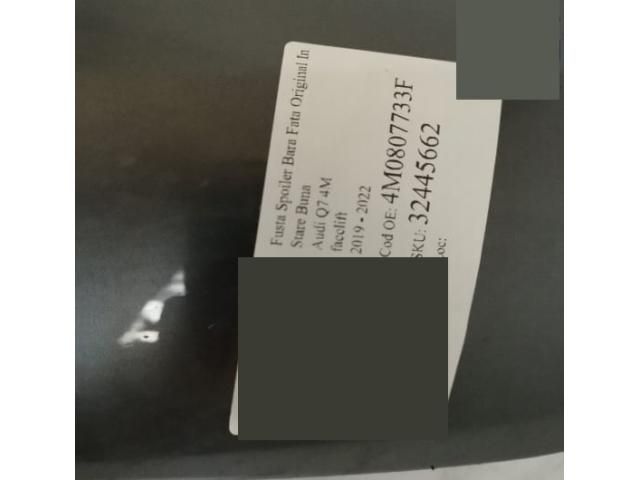 Fusta Spoiler Bara Fata Original In
Stare Buna
Audi Q7 4M
facelift
2019 - 2022
Cod OE: 4M0807733F
SKU: 32445662
Loc: